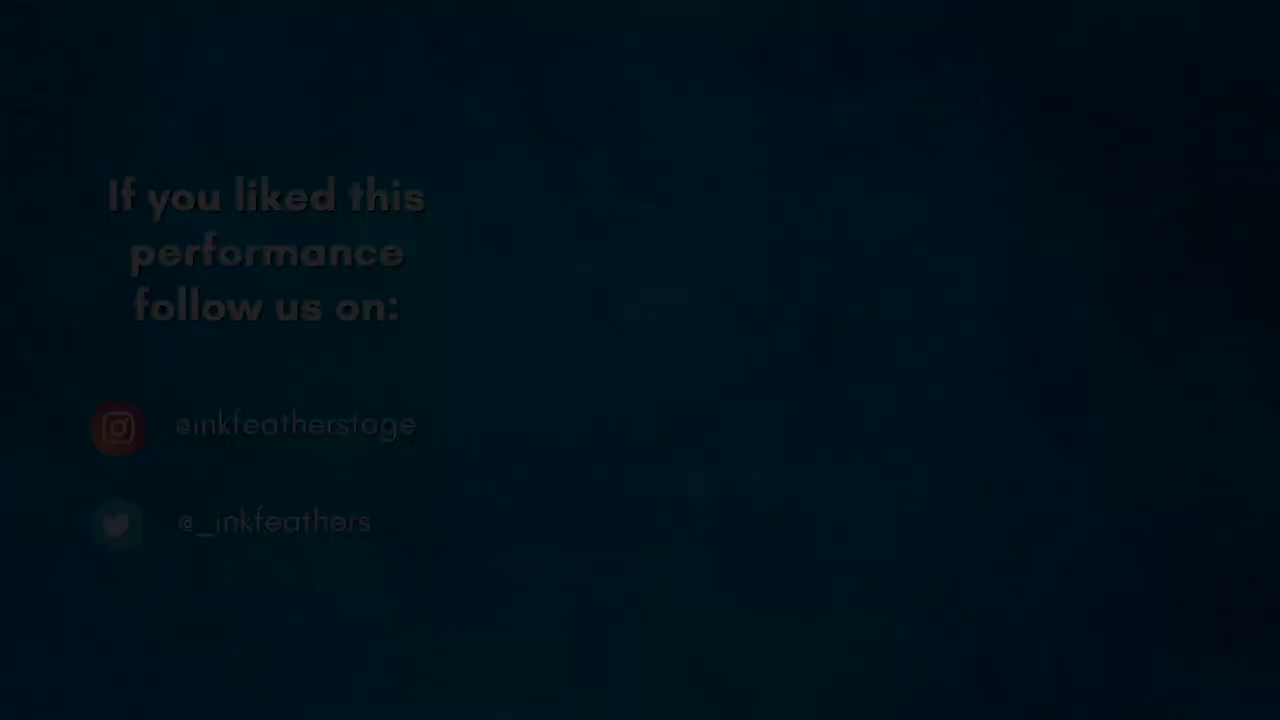 If you liked this
performance
follow us on:
@inkfeatherstage
@_inkfeathers